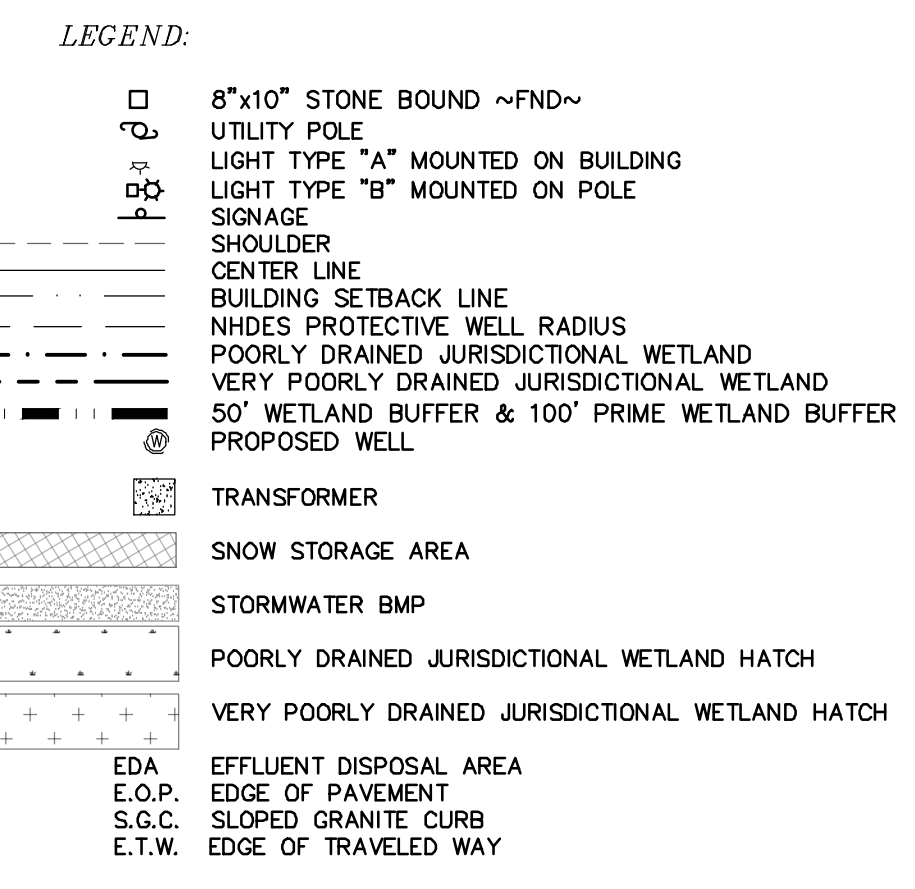 LEGEND:
8"x10" STONE BOUND ~FND~
UTILITY POLE
LIGHT TYPE "A" MOUNTED ON BUILDING
LIGHT TYPE "B" MOUNTED ON POLE
SIGNAGE
SHOULDER
CENTER LINE
BUILDING SETBACK LINE
NHDES PROTECTIVE WELL RADIUS
POORLY DRAINED JURISDICTIONAL WETLAND
VERY POORLY DRAINED JURISDICTIONAL WETLAND
50' WETLAND BUFFER & 100' PRIME WETLAND BUFFER
W PROPOSED WELL
TRANSFORMER
SNOW STORAGE AREA
STORMWATER BMP
POORLY DRAINED JURISDICTIONAL WETLAND HATCH
VERY POORLY DRAINED JURISDICTIONAL WETLAND HATCH
EDA EFFLUENT DISPOSAL AREA
E.O.P. EDGE OF PAVEMENT
S.G.C. SLOPED GRANITE CURB
E.T.W. EDGE OF TRAVELED WAY